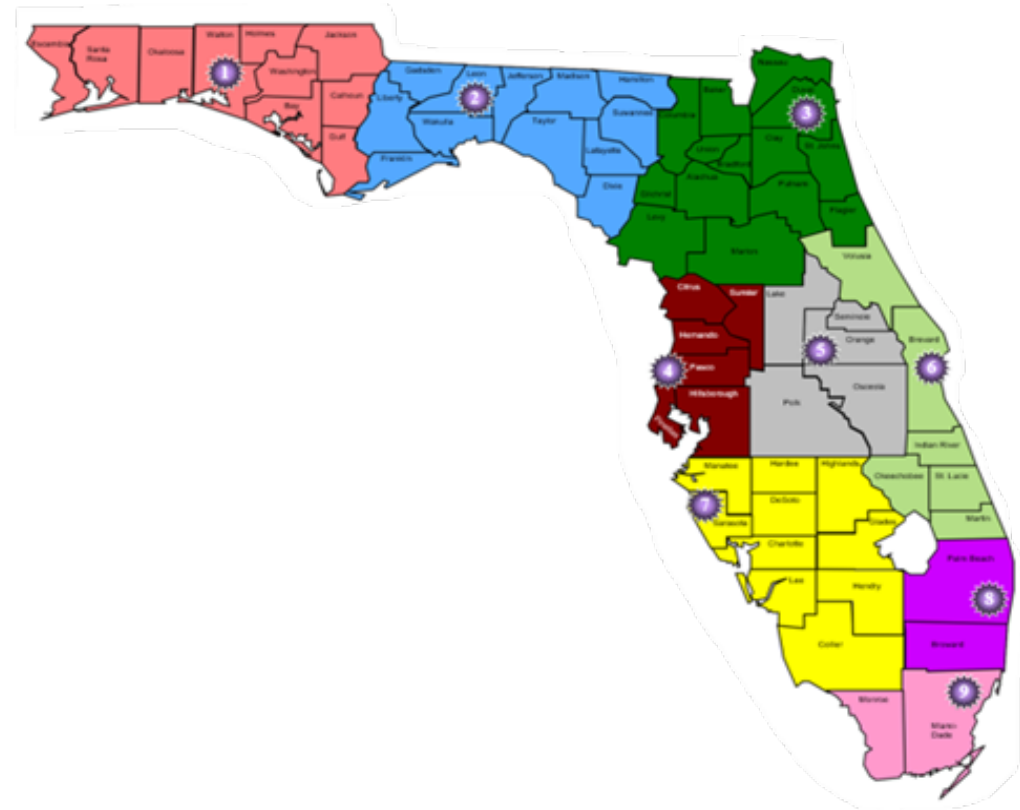 Escambia
Santa
Rosa
Okaloosa
Walton
Holmes
Jackson
Washington
Bay
Calhoun
Gulf
1
Gadsden
Liberty
Leon
Jefferson
Madison
Hamilton
Wakulla
Taylor
Suwannee
Lafayette
Franklin
Dixie
2
Nassau
Duval
Baker
Columbia
Union
Bradford
Clay
St. Johns
Alachua
Putnam
Gilchrist
Levy
Flagler
Marion
3
Citrus
Sumter
Hernando
Pasco
Hillsborough
Pinellas
4
Lake
Seminole
Orange
Osceola
Polk
5
Volusia
Brevard
Indian River
Okeechobee
St. Lucie
Martin
6
Manatee
Hardee
Highlands
DeSoto
Sarasota
Glades
Charlotte
Lee
Hendry
Collier
7
Palm Beach
Broward
8
Monroe
Miami
Dade
9